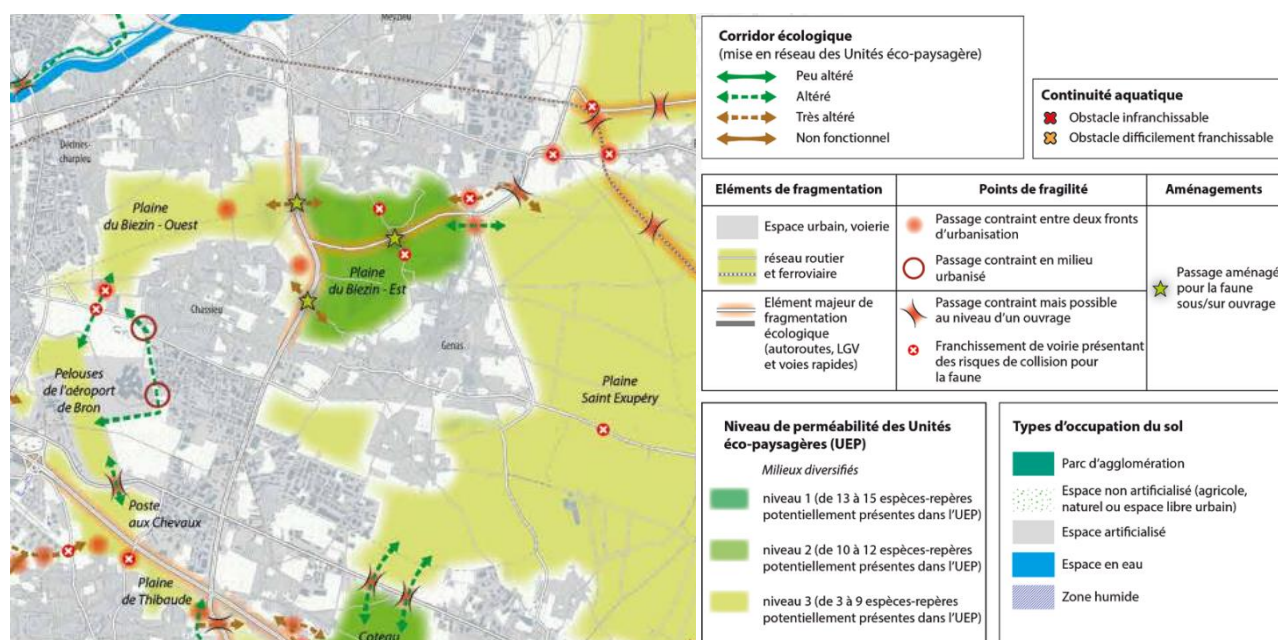 Meyzieu
Décines-
charpieu
Plaine
du Biezin - Ouest
Plaine
du Biezin - Est
Chassieu
Genas
Pelouses
de l'aéroport
de Bron
Plaine
Saint Exupéry
Poste
aux Chevaux
Plaine
de Thibaude
Coteau
Corridor écologique
(mise en réseau des Unités éco-paysagère)
Peu altéré
Altéré
Très altéré
Non fonctionnel
Continuité aquatique
Obstacle infranchissable
Obstacle difficilement franchissable
Eléments de fragmentation
Points de fragilité
Aménagements
Espace urbain, voierie
réseau routier
et ferroviaire
Elément majeur de
fragmentation
écologique
(autoroutes, LGV
et voies rapides)
Passage contraint entre deux fronts
d'urbanisation
Passage contraint en milieu
urbanisé
Passage contraint mais possible
au niveau d'un ouvrage
Franchissement de voirie présentant
des risques de collision pour
la faune
Passage aménagé
pour la faune
sous/sur ouvrage
Niveau de perméabilité des Unités
éco-paysagères (UEP)
Milieux diversifiés
niveau 1 (de 13 à 15 espèces-repères
potentiellement présentes dans l'UEP)
niveau 2 (de 10 à 12 espèces-repères
potentiellement présentes dans l'UEP)
niveau 3 (de 3 à 9 espèces-repères
potentiellement présentes dans l'UEP)
Types d'occupation du sol
Parc d'agglomération
Espace non artificialisé (agricole,
naturel ou espace libre urbain)
Espace artificialisé
Espace en eau
Zone humide